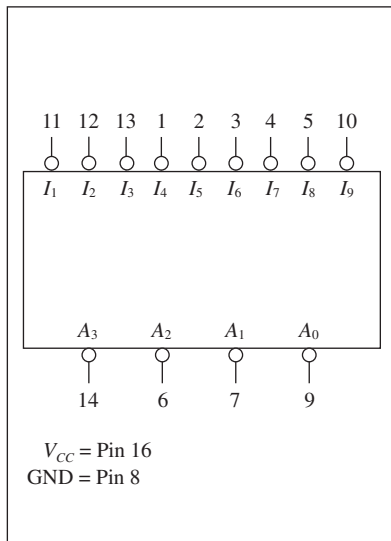 11 12 13 1 2 3 4 5 10
I₁ I₂ I₃ I₄ I₅ I₆ I₇ I₈ I₉
A₃ A₂ A₁ A₀
14 6 7 9
V_CC = Pin 16
GND = Pin 8